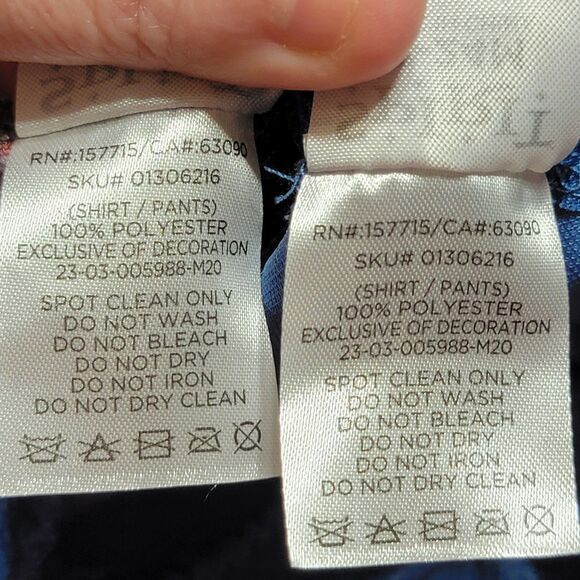 RN#:157715/CA#:63090
SKU# 01306216
(SHIRT / PANTS)
100% POLYESTER
EXCLUSIVE OF DECORATION
23-03-005988-M20
SPOT CLEAN ONLY
DO NOT WASH
DO NOT BLEACH
DO NOT DRY
DO NOT IRON
DO NOT DRY CLEAN
RN#:157715/CA#:63090
SKU# 01306216
(SHIRT / PANTS)
100% POLYESTER
EXCLUSIVE OF DECORATION
23-03-005988-M20
SPOT CLEAN ONLY
DO NOT WASH
DO NOT BLEACH
DO NOT DRY
DO NOT IRON
DO NOT DRY CLEAN